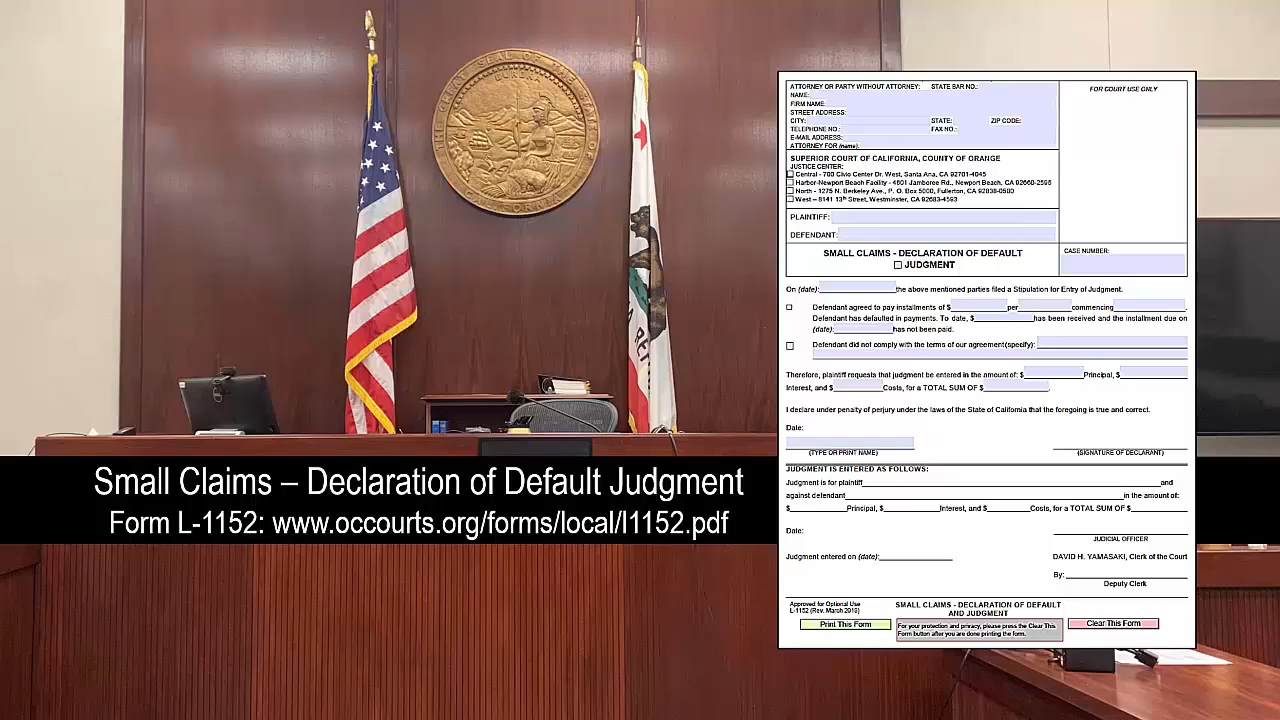 THE GREAT SEAL OF THE STATE OF
EUREKA
Small Claims – Declaration of Default Judgment
Form L-1152: www.occourts.org/forms/local/l1152.pdf
ATTORNEY OR PARTY WITHOUT ATTORNEY: STATE BAR NO.:
NAME:
FIRM NAME:
STREET ADDRESS:
CITY: STATE: ZIP CODE:
TELEPHONE NO.: FAX NO.:
E-MAIL ADDRESS:
ATTORNEY FOR (name):
FOR COURT USE ONLY
SUPERIOR COURT OF CALIFORNIA, COUNTY OF ORANGE
JUSTICE CENTER:
Central - 700 Civic Center Dr. West, Santa Ana, CA 92701-4045
Harbor-Newport Beach Facility - 4601 Jamboree Rd., Newport Beach, CA 92660-2595
North - 1275 N. Berkeley Ave., P. O. Box 5000, Fullerton, CA 92838-0500
West – 8141 13th Street, Westminster, CA 92683-4593
PLAINTIFF:
DEFENDANT:
SMALL CLAIMS - DECLARATION OF DEFAULT
JUDGMENT
CASE NUMBER:
On (date): the above mentioned parties filed a Stipulation for Entry of Judgment.
Defendant agreed to pay installments of $ per commencing .
Defendant has defaulted in payments. To date, $ has been received and the installment due on
(date): has not been paid.
Defendant did not comply with the terms of our agreement(specify):
Therefore, plaintiff requests that judgment be entered in the amount of: $ Principal, $
Interest, and $ Costs, for a TOTAL SUM OF $ .
I declare under penalty of perjury under the laws of the State of California that the foregoing is true and correct.
Date:
(TYPE OR PRINT NAME) (SIGNATURE OF DECLARANT)
JUDGMENT IS ENTERED AS FOLLOWS:
Judgment is for plaintiff and
against defendant in the amount of:
$ Principal, $ Interest, and $ Costs, for a TOTAL SUM OF $
Date:
JUDICIAL OFFICER
Judgment entered on (date): DAVID H. YAMASAKI, Clerk of the Court
By:
Deputy Clerk
Approved for Optional Use
L-1152 (Rev. March 2019)
SMALL CLAIMS - DECLARATION OF DEFAULT
AND JUDGMENT
Print This Form
For your protection and privacy, please press the Clear This
Form button after you are done printing the form.
Clear This Form